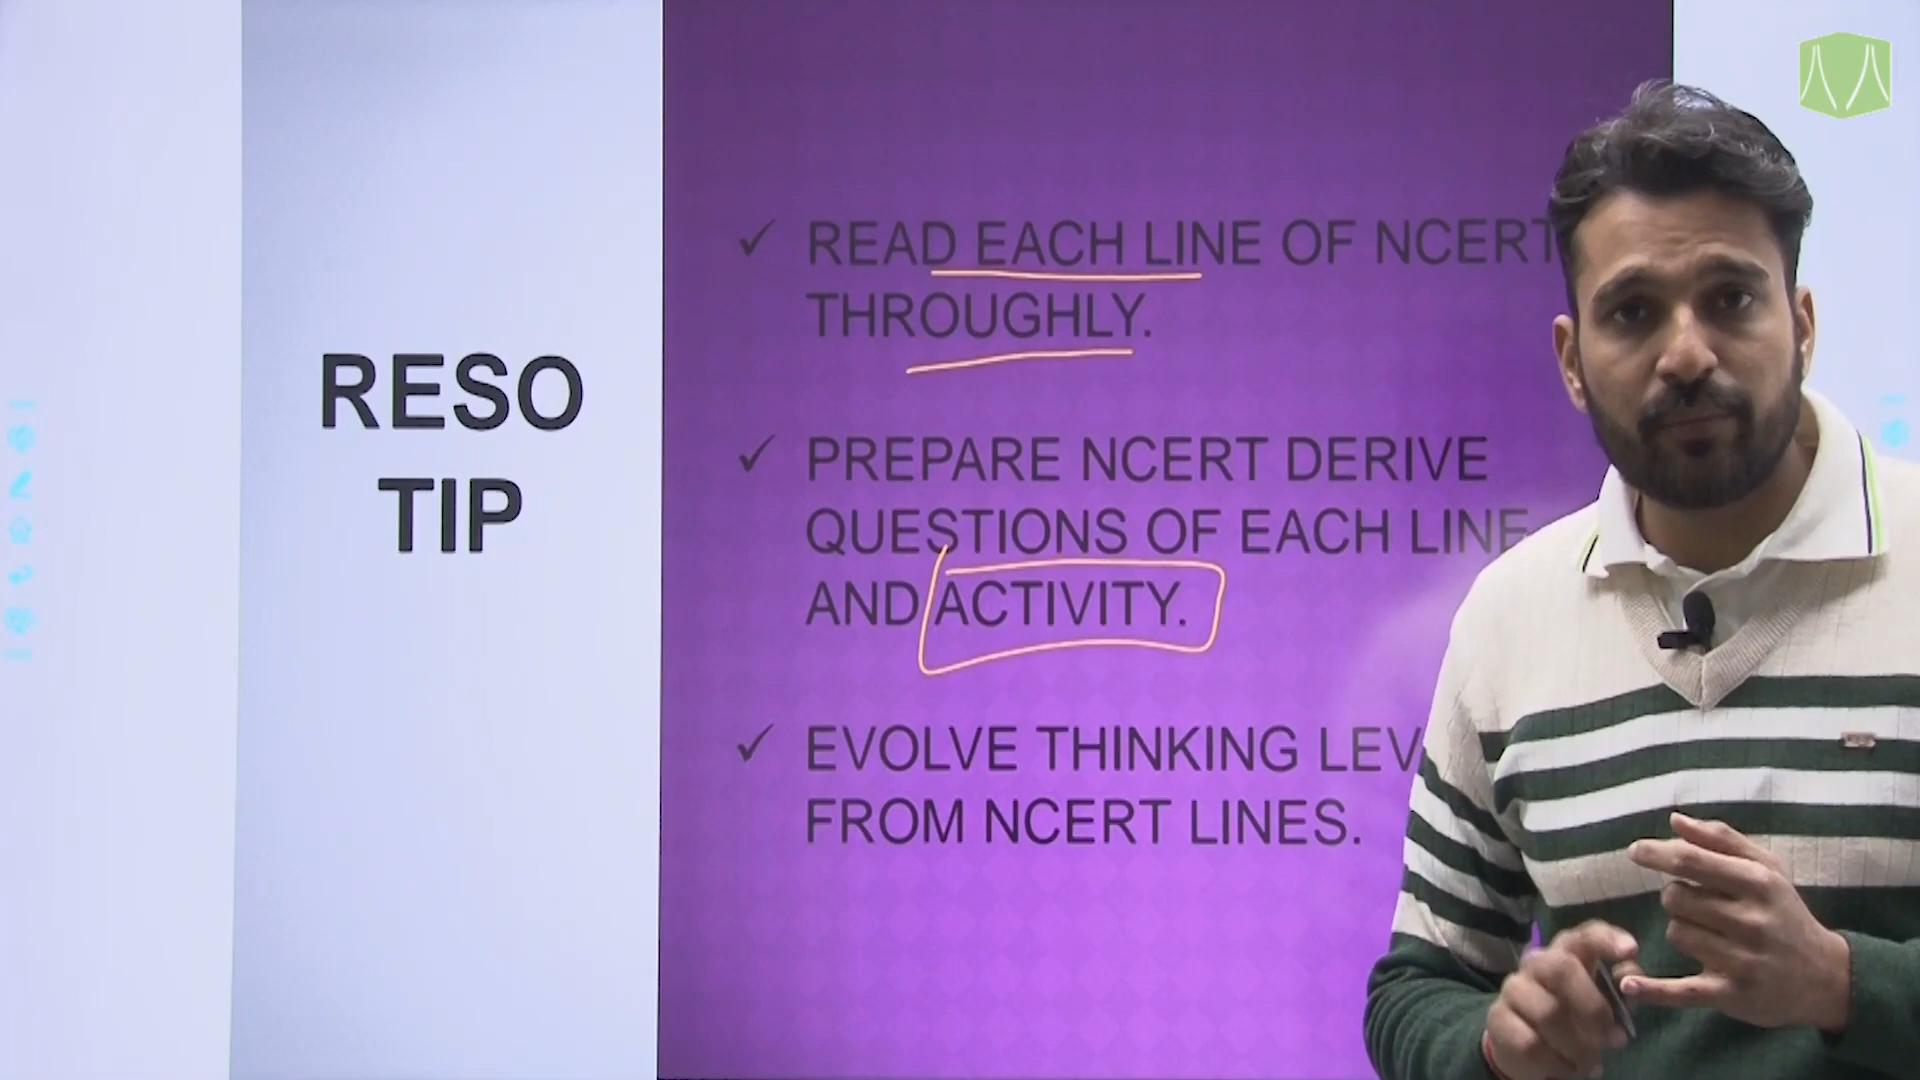 RESO
TIP
✓ READ EACH LINE OF NCERT
THROUGHLY.
✓ PREPARE NCERT DERIVE
QUESTIONS OF EACH LINE
AND ACTIVITY.
✓ EVOLVE THINKING
FROM NCERT LINES.